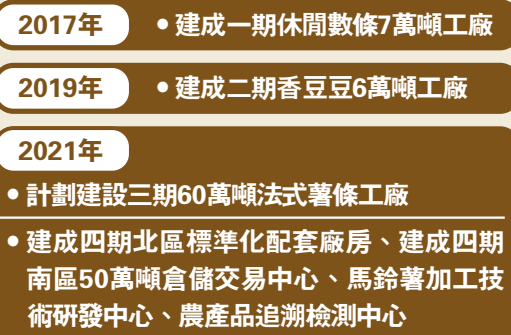 2017年
•建成一期休閒數條7萬噸工廠
2019年
•建成二期香豆豆6萬噸工廠
2021年
•計劃建設三期60萬噸法式薯條工廠
•建成四期北區標準化配套廠房、建成四期
南區50萬噸倉儲交易中心、馬鈴薯加工技
術研發中心、農產品追溯檢測中心